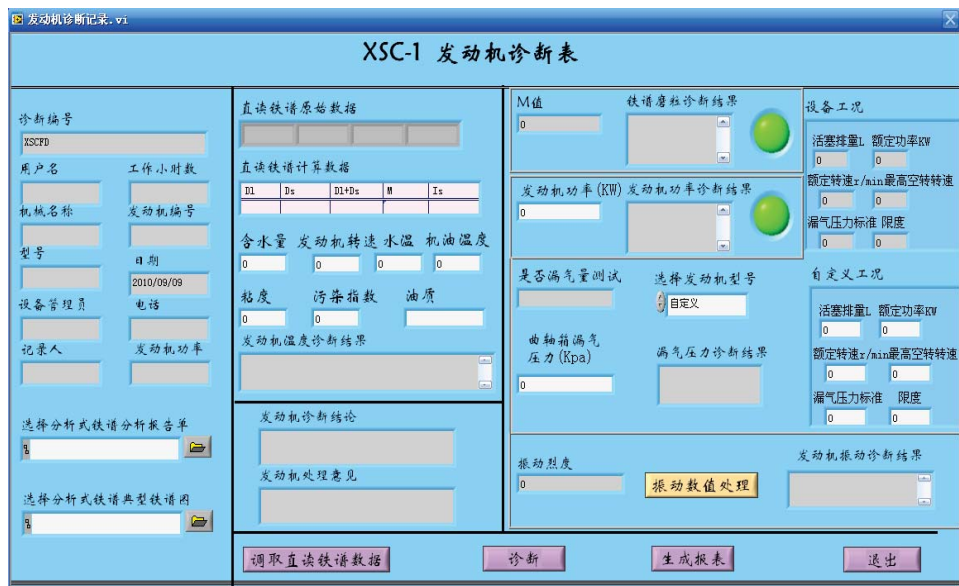 发动机诊断记录.vi
XSC-1 发动机诊断表
诊断编号
XSCFD
用户名 工作小时数
机械名称 发动机编号
型号 日期
2010/09/09
设备管理员 电话
记录人 发动机功率
选择分析式铁谱分析报告单
选择分析式铁谱典型铁谱图
直读铁谱原始数据
直读铁谱计算数据
Dl Ds Dl+Ds M Is
含水量 发动机转速 水温 机油温度
0 0 0 0
粘度 污染指数 油质
0 0
发动机温度诊断结果
发动机诊断结论
发动机处理意见
M值 铁谱磨粒诊断结果
0
发动机功率(KW) 发动机功率诊断结果
0
是否漏气量测试 选择发动机型号
自定义
曲轴箱漏气
压力(Kpa) 漏气压力诊断结果
0
振动烈度 发动机振动诊断结果
0 振动数值处理
设备工况
活塞排量L 额定功率KW
0 0
额定转速r/min最高空转转速
0 0
漏气压力标准 限度
0 0
自定义工况
活塞排量L 额定功率KW
0 0
额定转速r/min最高空转转速
0 0
漏气压力标准 限度
0 0
调取直读铁谱数据 诊断 生成报表 退出